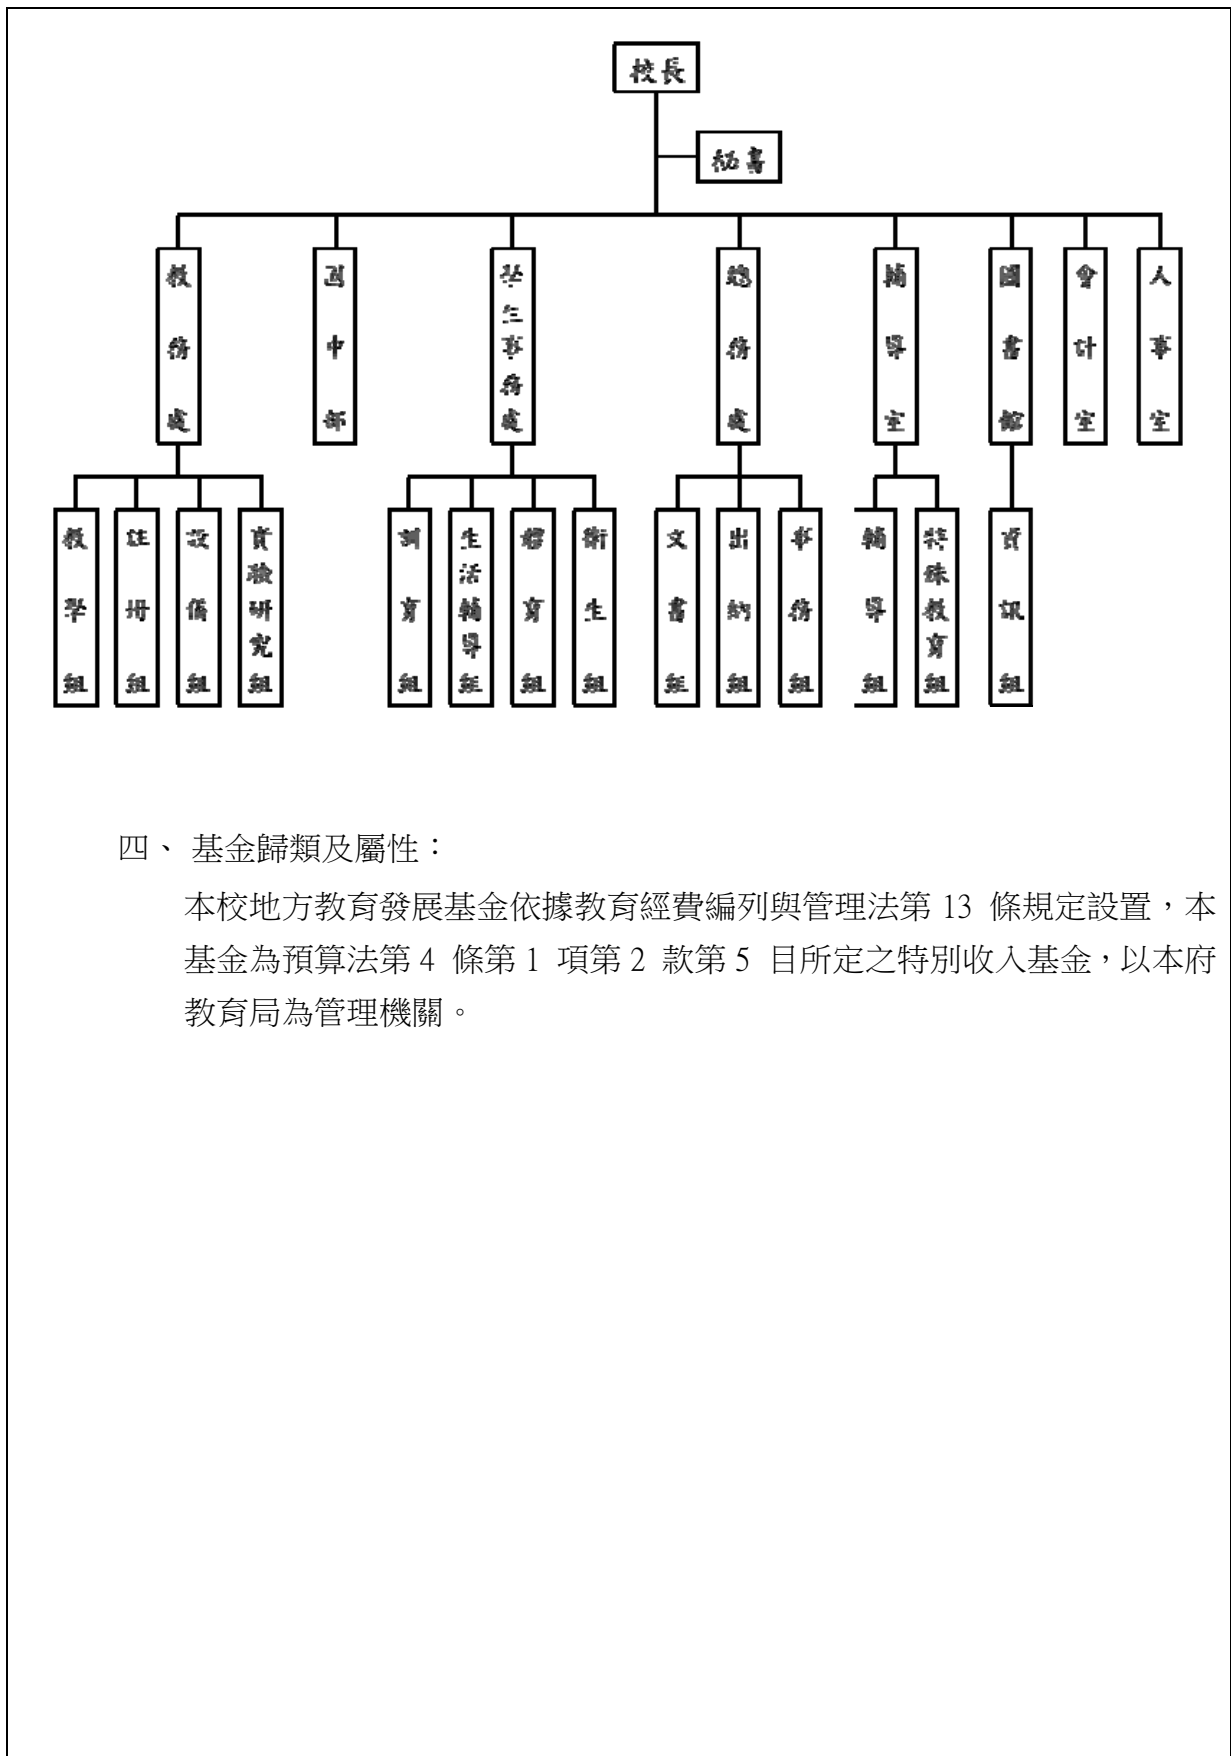 校長
秘書
教務處
國中部
學生事務處
總務處
輔導室
圖書館
會計室
人事室
教學組
註冊組
設備組
實驗研究組
訓育組
生活輔導組
體育組
衛生組
文書組
出納組
事務組
輔導組
特殊教育組
資訊組
四、 基金歸類及屬性：
本校地方教育發展基金依據教育經費編列與管理法第 13 條規定設置，本
基金為預算法第 4 條第 1 項第 2 款第 5 目所定之特別收入基金，以本府
教育局為管理機關。